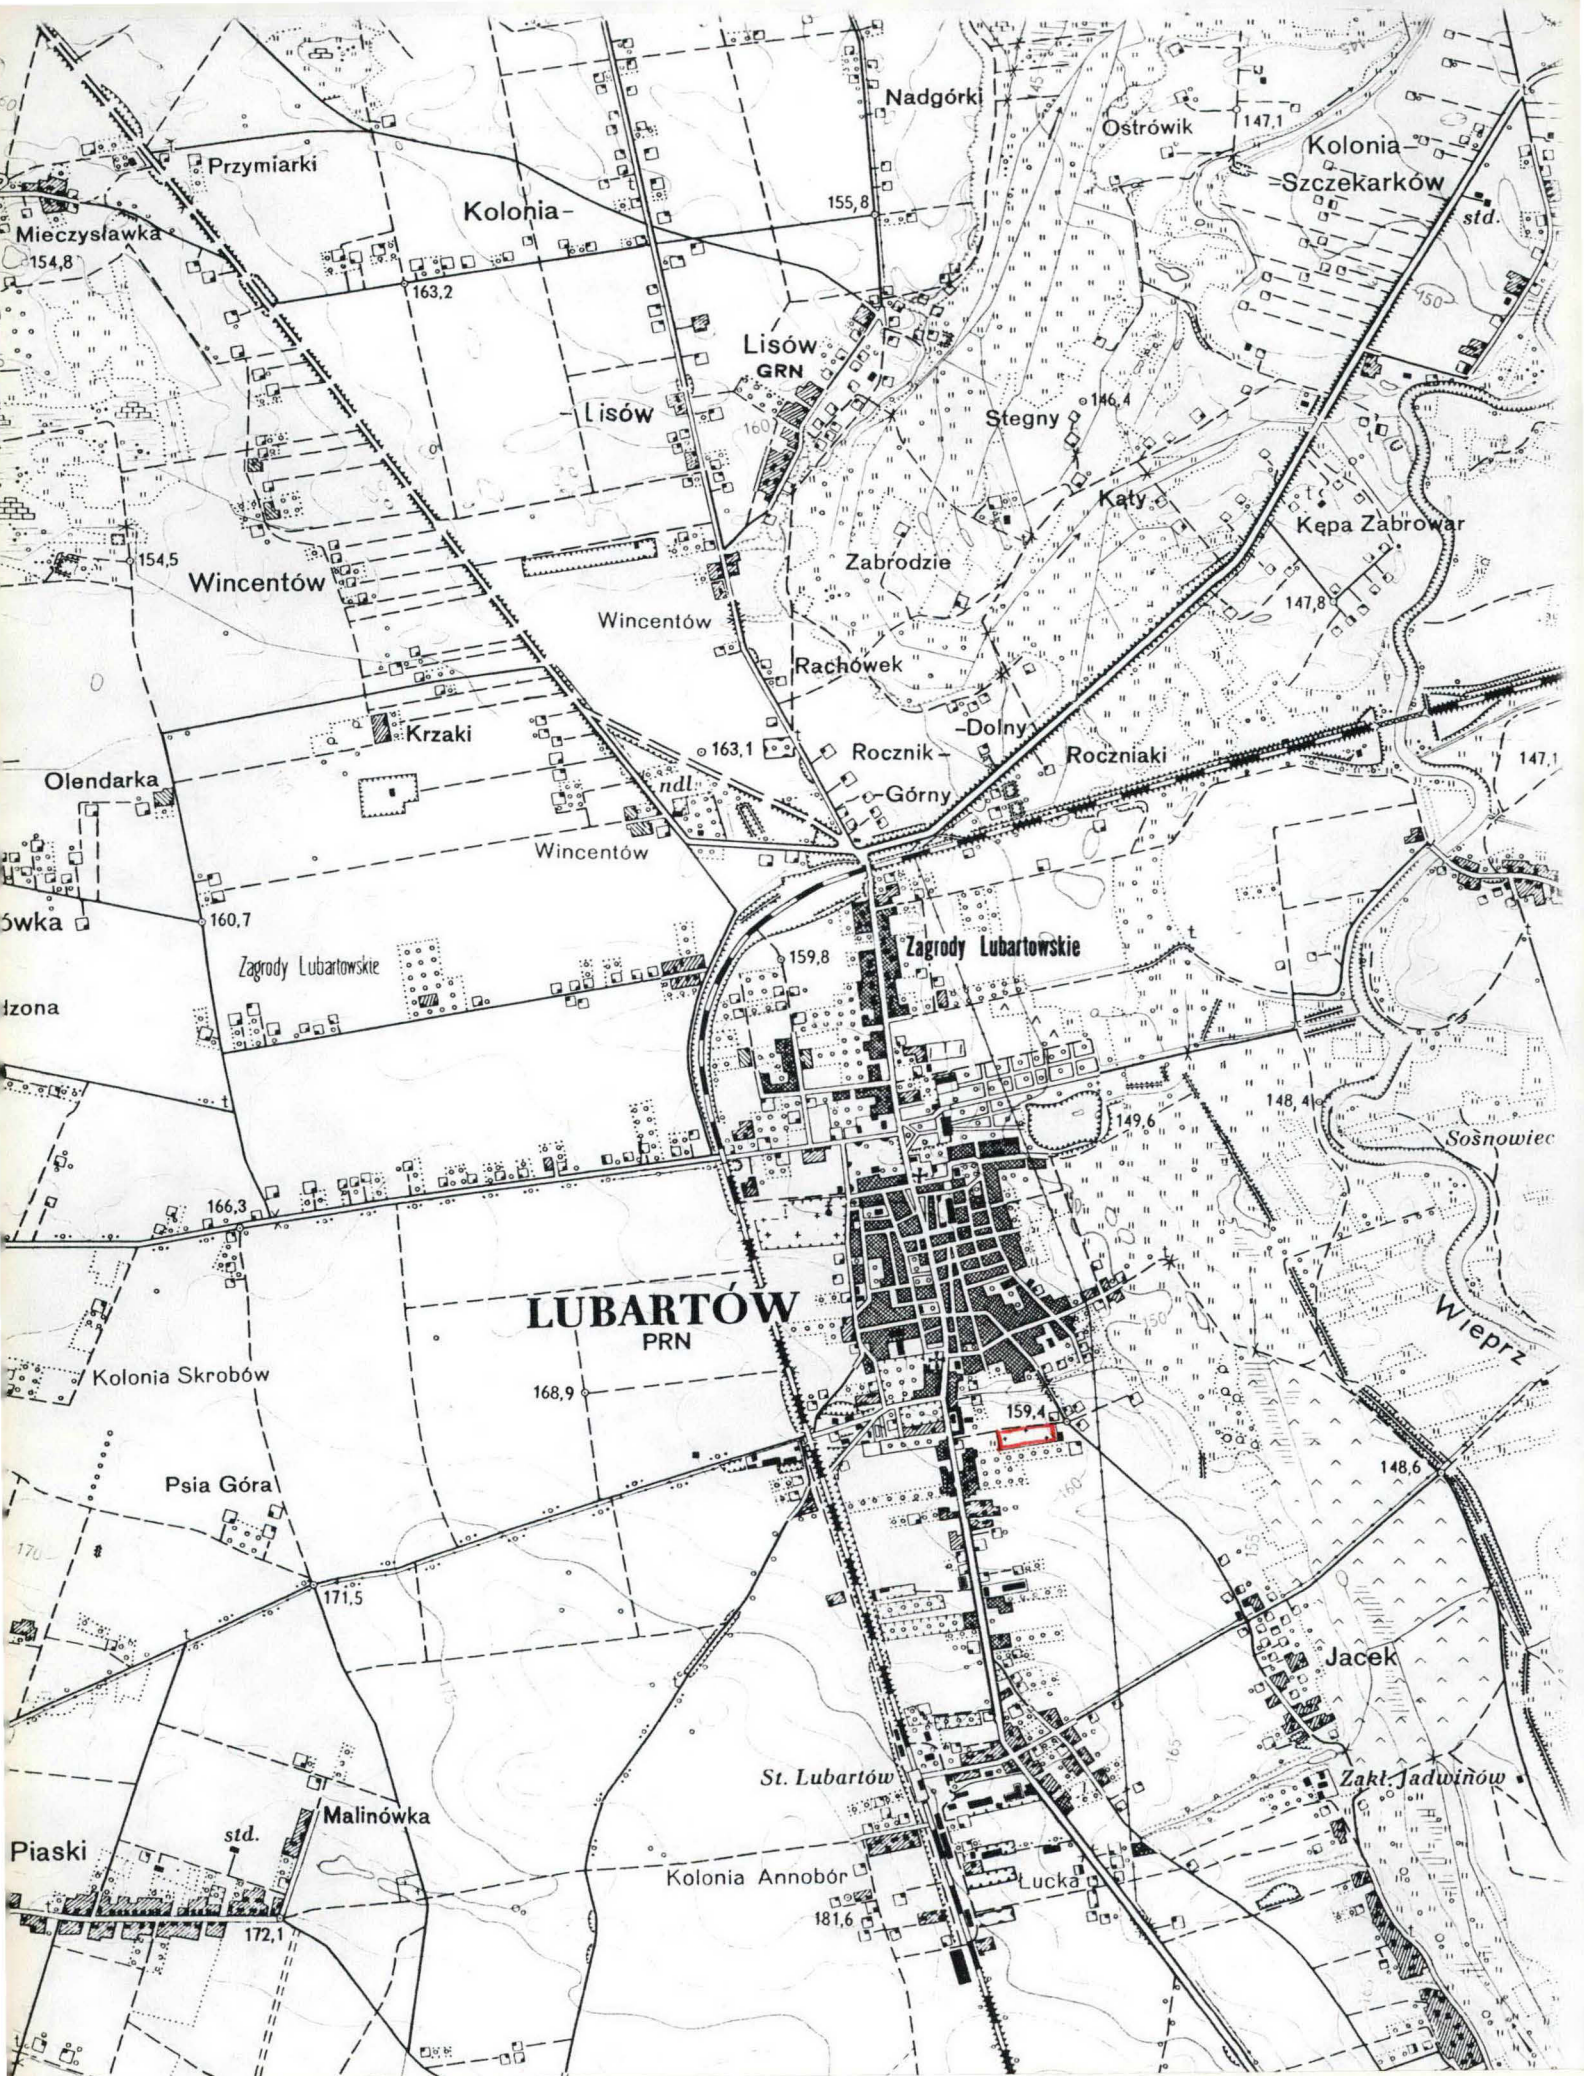 145
Nadgórki
Ostrówik
147,1
Kolonia-
-Szczekarków
std.
Przymiarki
Kolonia-
155,8
Mieczysławka
154,8
163,2
150
Lisów
GRN
-Lisów
160
Stegny
146,4
Kąty
Kępa Zabrowar
154,5
Wincentów
Zabrodzie
147,8
Wincentów
Rachówek
-Dolny
Krzaki
163,1
Rocznik-
Roczniaki
147,1
Olendarka
ndl.
-Górny
Wincentów
ówka
160,7
Zagrody Lubartowskie
159,8
Zagrody Lubartowskie
dzona
148,4
149,6
Sosnowiec
166,3
LUBARTÓW
PRN
150
Wieprz
Kolonia Skrobów
168,9
159,4
148,6
Psia Góra
160
170
155
171,5
Jacek
175
165
St. Lubartów
Zakł. Jadwinów
Malinówka
std.
Piaski
Kolonia Annobór
Łucka
181,6
172,1